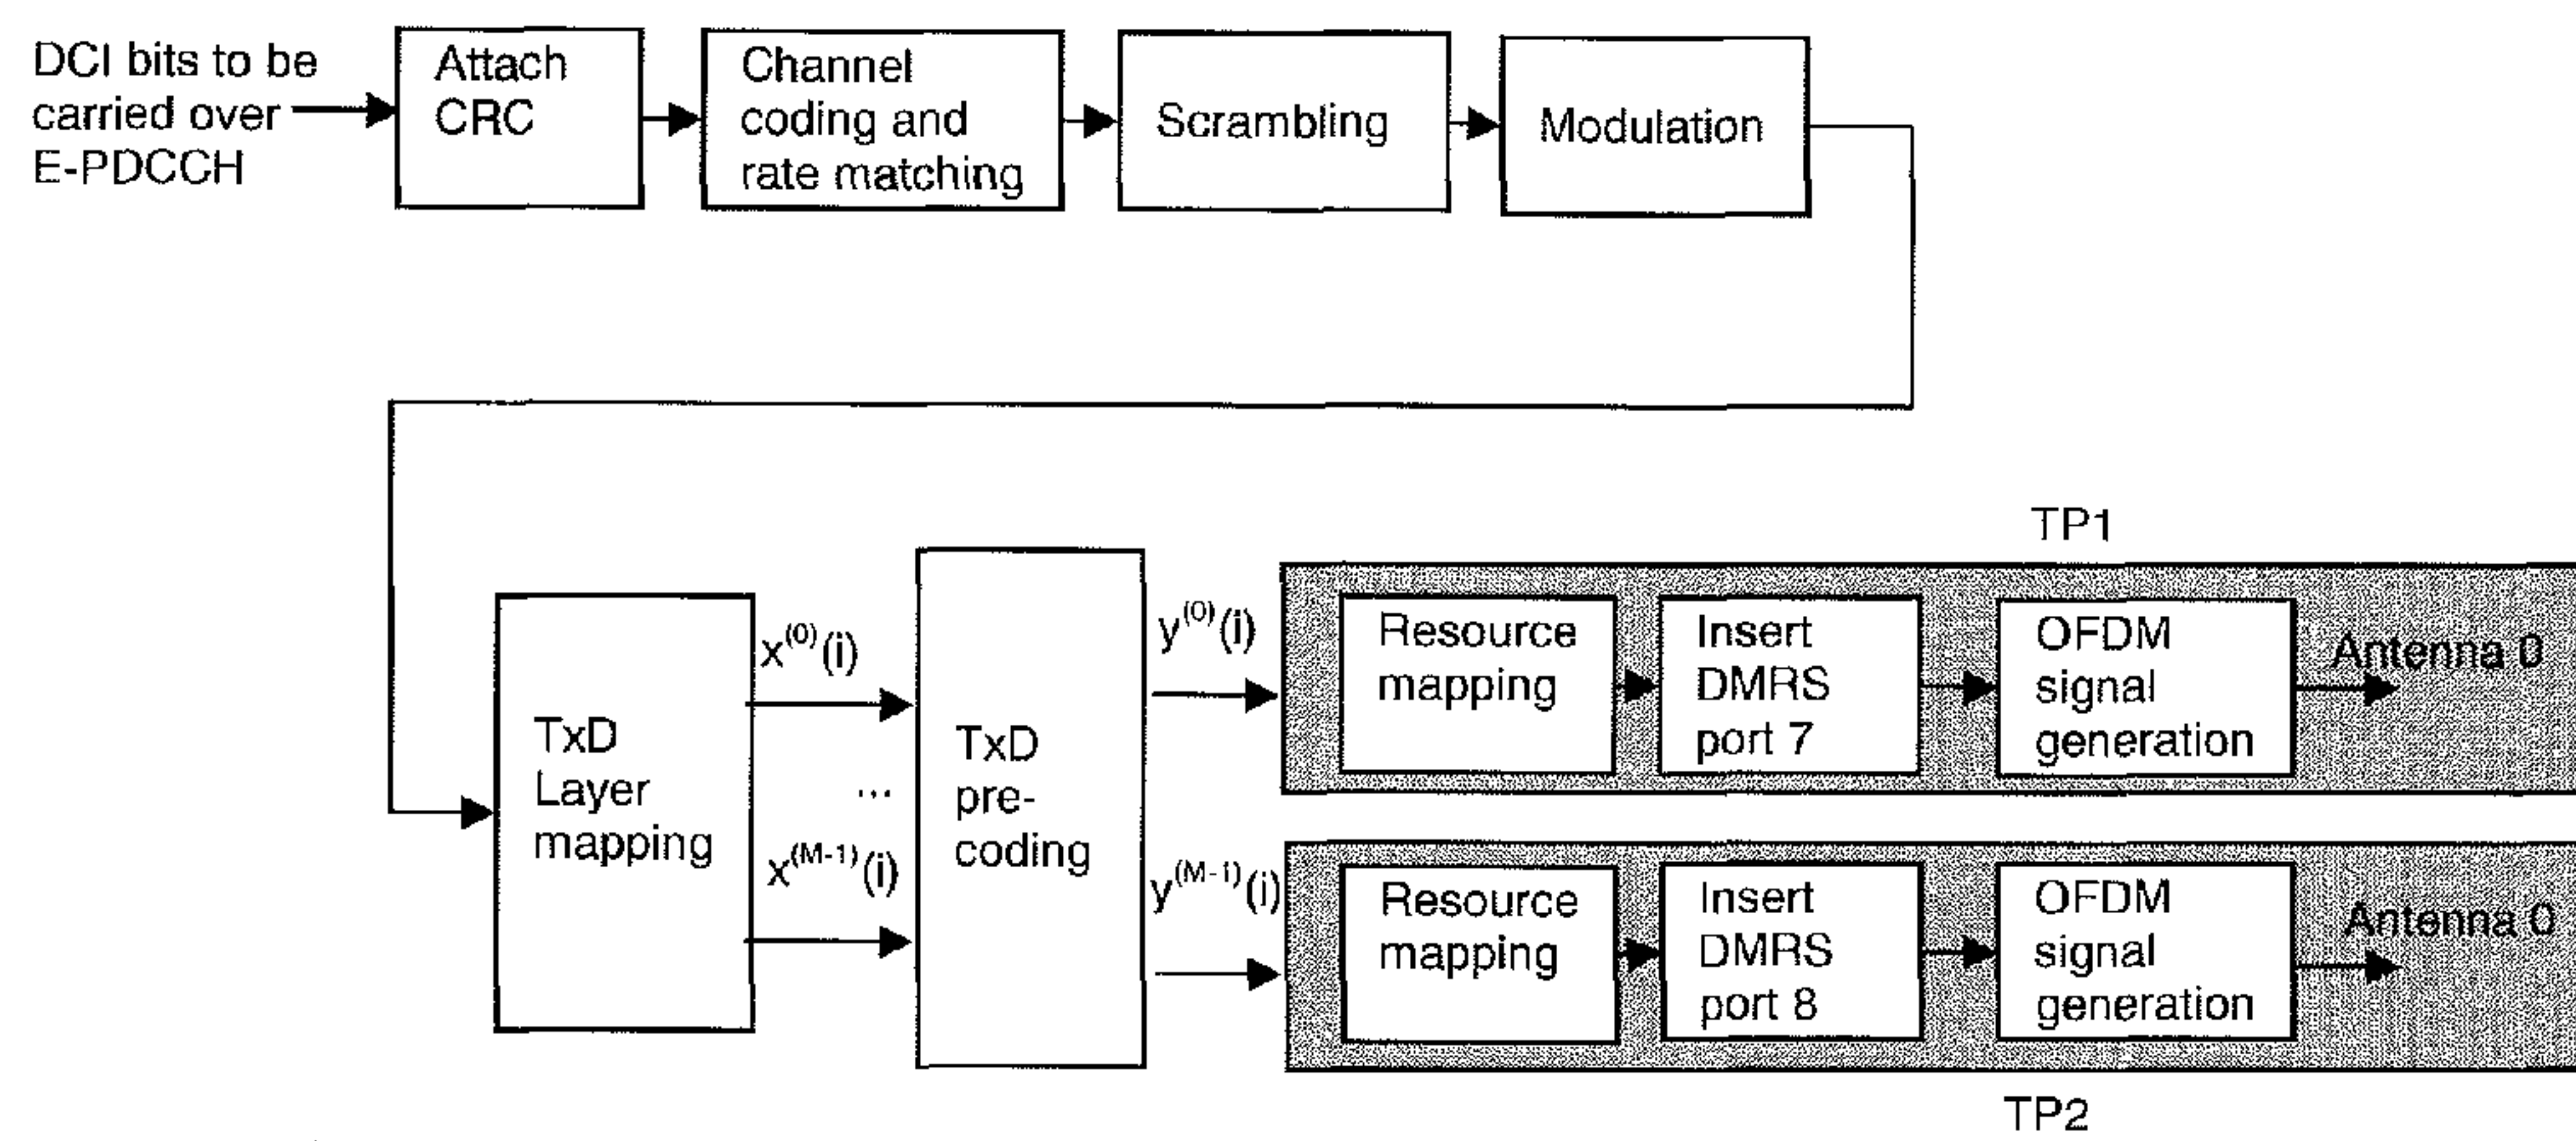 DCI bits to be
carried over
E-PDCCH
Attach
CRC
Channel
coding and
rate matching
Scrambling
Modulation
TxD
Layer
mapping
x(0)(i)
...
x(M-1)(i)
TxD
pre-
coding
y(0)(i)
y(M-1)(i)
TP1
Resource
mapping
Insert
DMRS
port 7
OFDM
signal
generation
Antenna 0
Resource
mapping
Insert
DMRS
port 8
OFDM
signal
generation
Antenna 0
TP2